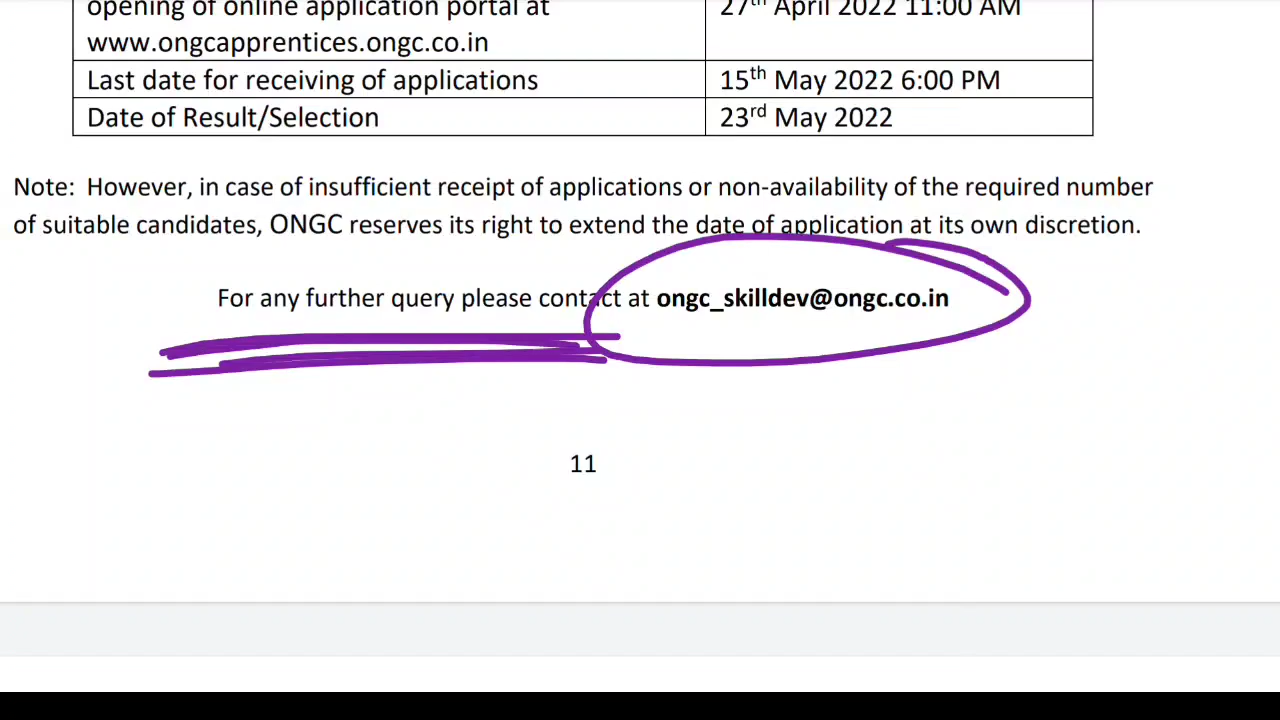 opening of online application portal at 27th April 2022 11:00 AM
www.ongcapprentices.ongc.co.in
Last date for receiving of applications 15th May 2022 6:00 PM
Date of Result/Selection 23rd May 2022
Note: However, in case of insufficient receipt of applications or non-availability of the required number
of suitable candidates, ONGC reserves its right to extend the date of application at its own discretion.
For any further query please contact at ongc_skilldev@ongc.co.in
11